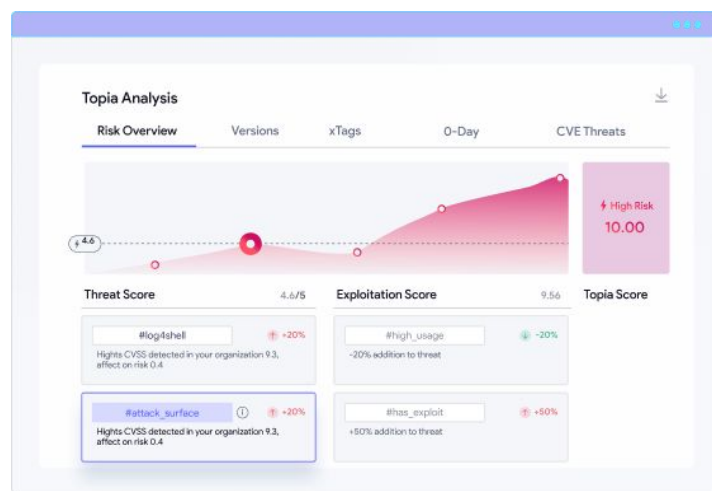 Topia Analysis
Risk Overview Versions xTags 0-Day CVE Threats
High Risk
10.00
4.6
Threat Score 4.6/5 Exploitation Score 9.56 Topia Score
#log4shell +20%
Hights CVSS detected in your organization 9.3,
affect on risk 0.4
#high_usage -20%
-20% addition to threat
#attack_surface +20%
Hights CVSS detected in your organization 9.3,
affect on risk 0.4
#has_exploit +50%
+50% addition to threat